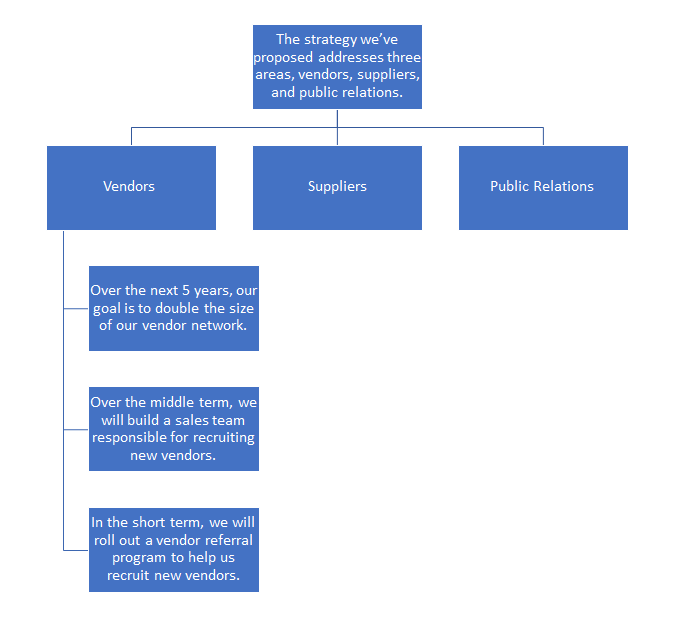 The strategy we’ve
proposed addresses three
areas, vendors, suppliers,
and public relations.
Vendors
Suppliers
Public Relations
Over the next 5 years, our
goal is to double the size
of our vendor network.
Over the middle term, we
will build a sales team
responsible for recruiting
new vendors.
In the short term, we will
roll out a vendor referral
program to help us
recruit new vendors.